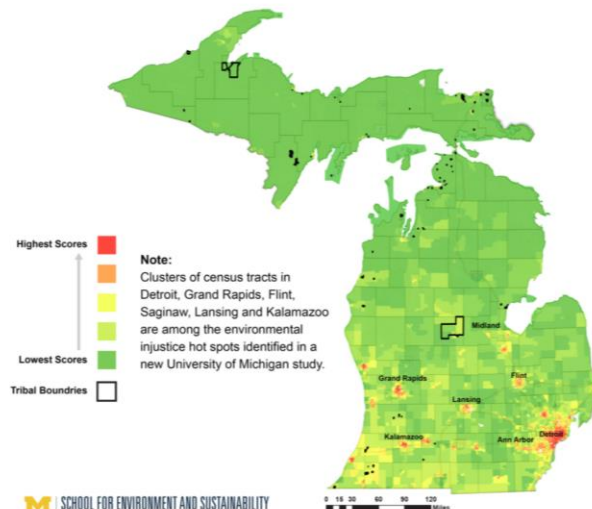 Highest Scores
Lowest Scores
Tribal Boundries
Note:
Clusters of census tracts in
Detroit, Grand Rapids, Flint,
Saginaw, Lansing and Kalamazoo
are among the environmental
injustice hot spots identified in a
new University of Michigan study.
Midland
Grand Rapids
Flint
Lansing
Kalamazoo
Ann Arbor
Detroit
M SCHOOL FOR ENVIRONMENT AND SUSTAINABILITY
0 15 30 60 90 120
Miles